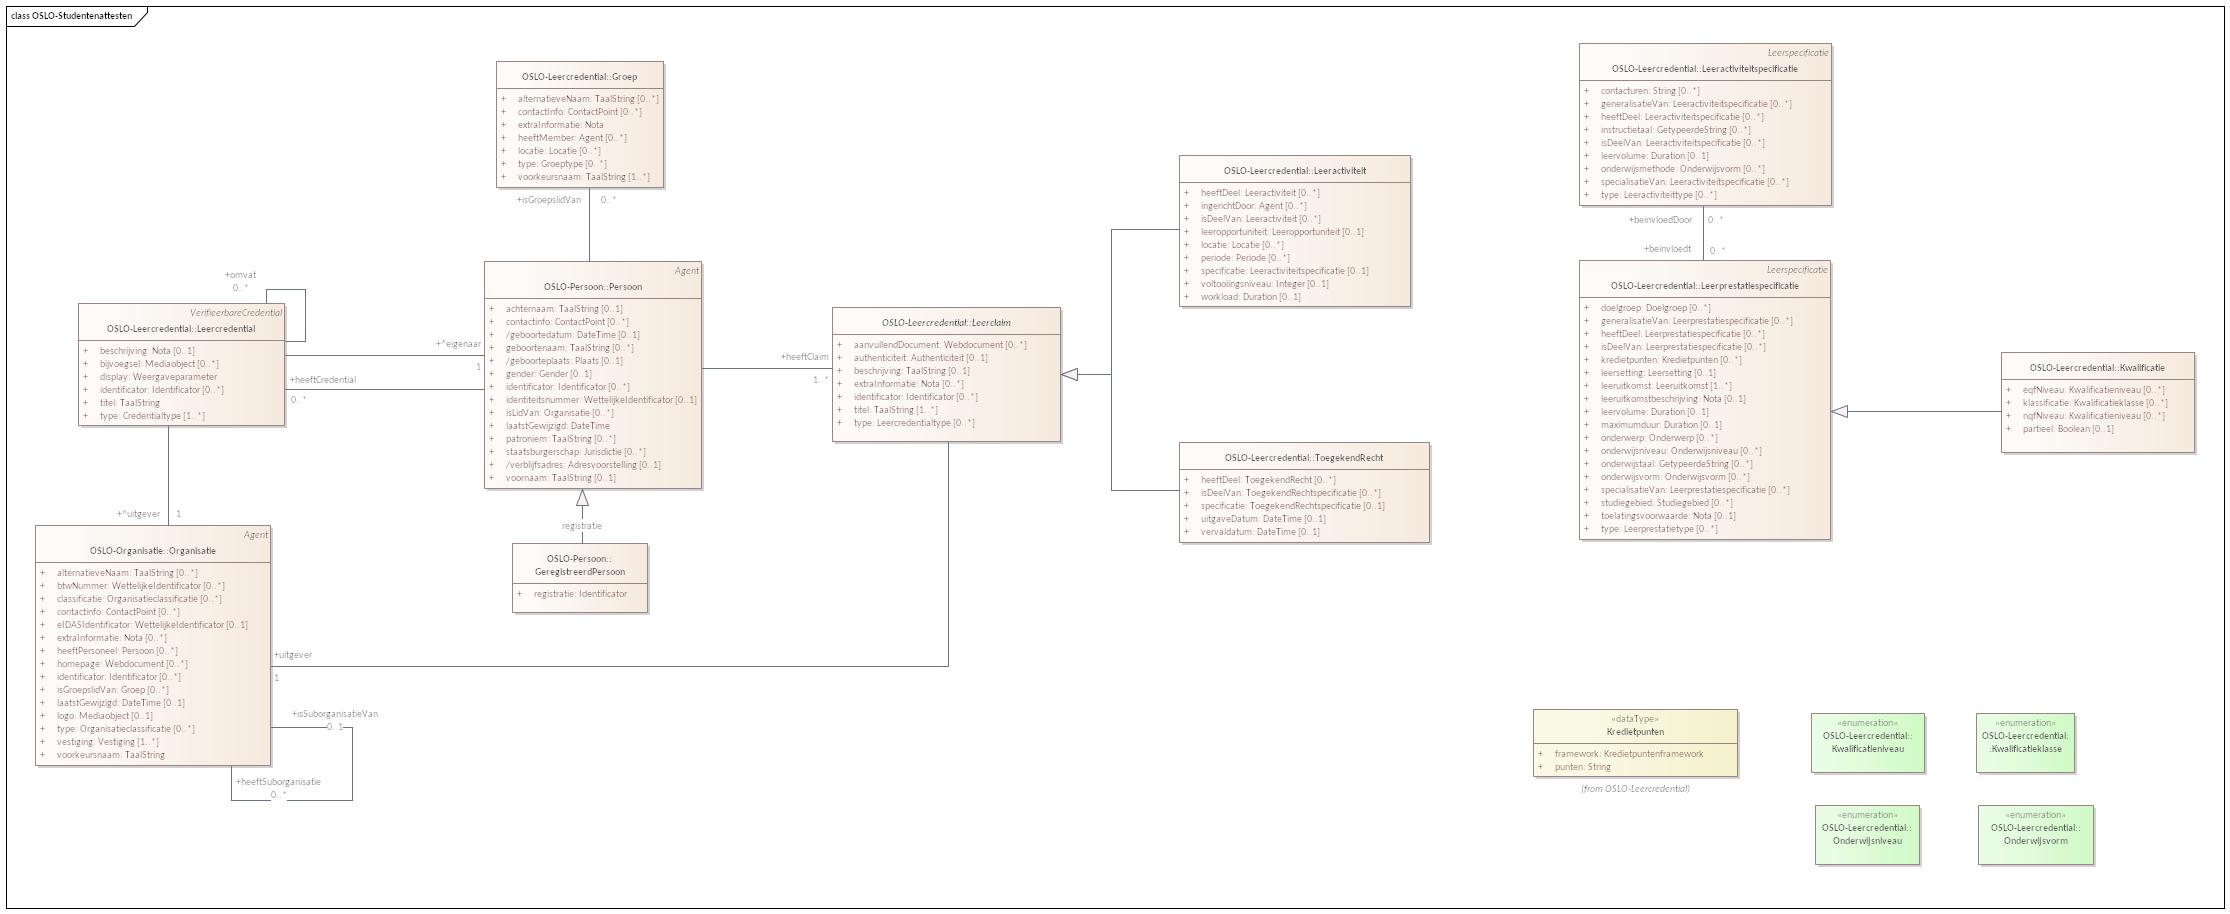 class OSLO-Studentenattesten
OSLO-Leercredential::Groep
+ alternatieveNaam: TaalString [0..*]
+ contactInfo: ContactPoint [0..*]
+ extraInformatie: Nota
+ heeftMember: Agent [0..*]
+ locatie: Locatie [0..*]
+ type: Groeptype [0..*]
+ voorkeursnaam: TaalString [1..*]
+isGroepslidVan 0..*
Agent
OSLO-Persoon::Persoon
+ achternaam: TaalString [0..1]
+ contactinfo: ContactPoint [0..*]
+ /geboortedatum: DateTime [0..1]
+ geboortenaam: TaalString [0..*]
+ /geboorteplaats: Plaats [0..1]
+ gender: Gender [0..1]
+ identificator: Identificator [0..*]
+ identiteitsnummer: WettelijkeIdentificator [0..1]
+ isLidVan: Organisatie [0..*]
+ laatstGewijzigd: DateTime
+ patroniem: TaalString [0..*]
+ staatsburgerschap: Jurisdictie [0..*]
+ /verblijfsadres: Adresvoorstelling [0..1]
+ voornaam: TaalString [0..1]
registratie
OSLO-Persoon::
GeregistreerdPersoon
+ registratie: Identificator
+omvat
0..*
VerifieerbareCredential
OSLO-Leercredential::Leercredential
+ beschrijving: Nota [0..1]
+ bijvoegsel: Mediaobject [0..*]
+ display: Weergaveparameter
+ identificator: Identificator [0..*]
+ titel: TaalString
+ type: Credentialtype [1..*]
+^eigenaar
1
+heeftCredential
0..*
+^uitgever 1
Agent
OSLO-Organisatie::Organisatie
+ alternatieveNaam: TaalString [0..*]
+ btwNummer: WettelijkeIdentificator [0..*]
+ classificatie: Organisatieclassificatie [0..*]
+ contactinfo: ContactPoint [0..*]
+ eIDASIdentificator: WettelijkeIdentificator [0..1]
+ extraInformatie: Nota [0..*]
+ heeftPersoneel: Persoon [0..*]
+ homepage: Webdocument [0..*]
+ identificator: Identificator [0..*]
+ isGroepslidVan: Groep [0..*]
+ laatstGewijzigd: DateTime [0..1]
+ logo: Mediaobject [0..1]
+ type: Organisatieclassificatie [0..*]
+ vestiging: Vestiging [1..*]
+ voorkeursnaam: TaalString
+uitgever
1
+isSuborganisatieVan
0..1
+heeftSuborganisatie
0..*
+heeftClaim
1..*
OSLO-Leercredential::Leerclaim
+ aanvullendDocument: Webdocument [0..*]
+ authenticiteit: Authenticiteit [0..1]
+ beschrijving: TaalString [0..1]
+ extraInformatie: Nota [0..*]
+ identificator: Identificator [0..*]
+ titel: TaalString [1..*]
+ type: Leercredentialtype [0..*]
OSLO-Leercredential::Leeractiviteit
+ heeftDeel: Leeractiviteit [0..*]
+ ingerichtDoor: Agent [0..*]
+ isDeelVan: Leeractiviteit [0..*]
+ leeropportuniteit: Leeropportuniteit [0..1]
+ locatie: Locatie [0..*]
+ periode: Periode [0..*]
+ specificatie: Leeractiviteitspecificatie [0..1]
+ voltooiingsniveau: Integer [0..1]
+ workload: Duration [0..1]
OSLO-Leercredential::ToegekendRecht
+ heeftDeel: ToegekendRecht [0..*]
+ isDeelVan: ToegekendRechtspecificatie [0..*]
+ specificatie: ToegekendRechtspecificatie [0..1]
+ uitgaveDatum: DateTime [0..1]
+ vervaldatum: DateTime [0..1]
Leerspecificatie
OSLO-Leercredential::Leeractiviteitspecificatie
+ contacturen: String [0..*]
+ generalisatieVan: Leeractiviteitspecificatie [0..*]
+ heeftDeel: Leeractiviteitspecificatie [0..*]
+ instructietaal: GetypeerdeString [0..*]
+ isDeelVan: Leeractiviteitspecificatie [0..*]
+ leervolume: Duration [0..1]
+ onderwijsmethode: Onderwijsvorm [0..*]
+ specialisatieVan: Leeractiviteitspecificatie [0..*]
+ type: Leeractiviteittype [0..*]
+beinvloedDoor 0..*
+beinvloedt 0..*
Leerspecificatie
OSLO-Leercredential::Leerprestatiespecificatie
+ doelgroep: Doelgroep [0..*]
+ generalisatieVan: Leerprestatiespecificatie [0..*]
+ heeftDeel: Leerprestatiespecificatie [0..*]
+ isDeelVan: Leerprestatiespecificatie [0..*]
+ kredietpunten: Kredietpunten [0..*]
+ leersetting: Leersetting [0..1]
+ leeruitkomst: Leeruitkomst [1..*]
+ leeruitkomstbeschrijving: Nota [0..1]
+ leervolume: Duration [0..1]
+ maximumduur: Duration [0..1]
+ onderwerp: Onderwerp [0..*]
+ onderwijsniveau: Onderwijsniveau [0..*]
+ onderwijstaal: GetypeerdeString [0..*]
+ onderwijsvorm: Onderwijsvorm [0..*]
+ specialisatieVan: Leerprestatiespecificatie [0..*]
+ studiegebied: Studiegebied [0..*]
+ toelatingsvoorwaarde: Nota [0..1]
+ type: Leerprestatietype [0..*]
OSLO-Leercredential::Kwalificatie
+ eqfNiveau: Kwalificatieniveau [0..*]
+ klassificatie: Kwalificatieklasse [0..*]
+ nqfNiveau: Kwalificatieniveau [0..*]
+ partieel: Boolean [0..1]
«dataType»
Kredietpunten
+ framework: Kredietpuntenframework
+ punten: String
(from OSLO-Leercredential)
«enumeration»
OSLO-Leercredential::
Kwalificatieniveau
«enumeration»
OSLO-Leercredential:
:Kwalificatieklasse
«enumeration»
OSLO-Leercredential::
Onderwijsniveau
«enumeration»
OSLO-Leercredential::
Onderwijsvorm